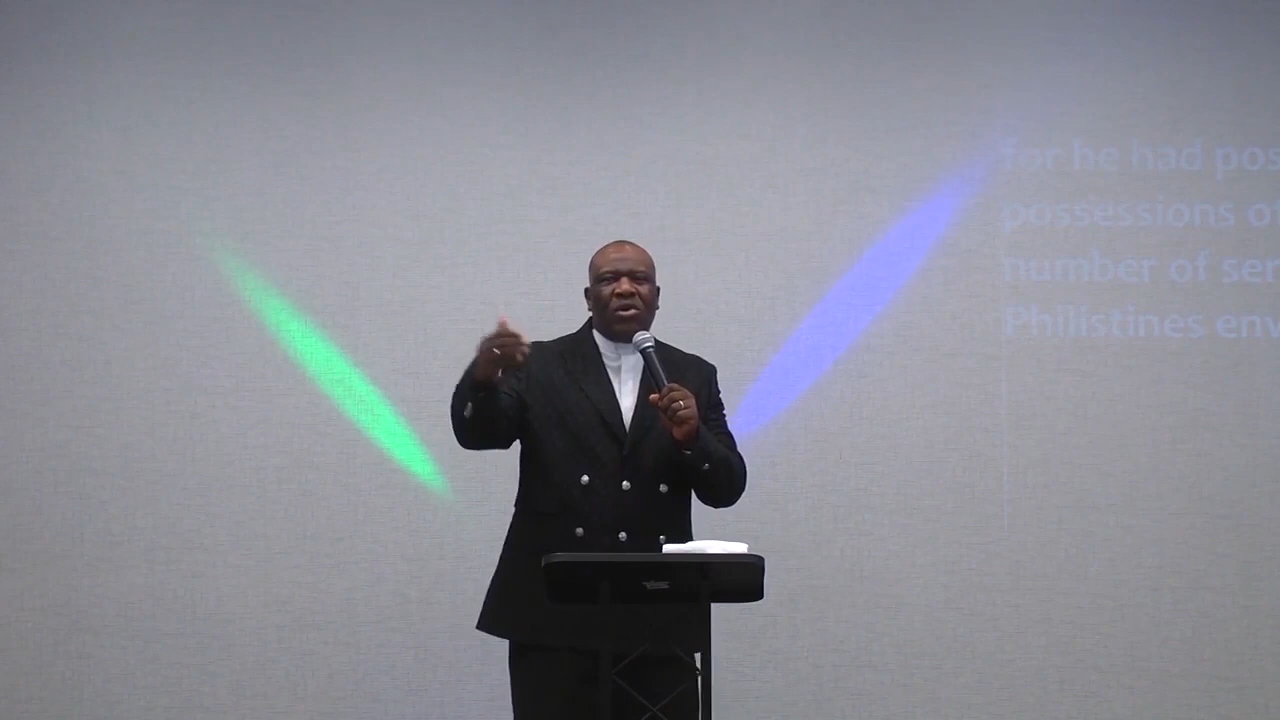 for he had pos
possessions of
number of ser
Philistines env